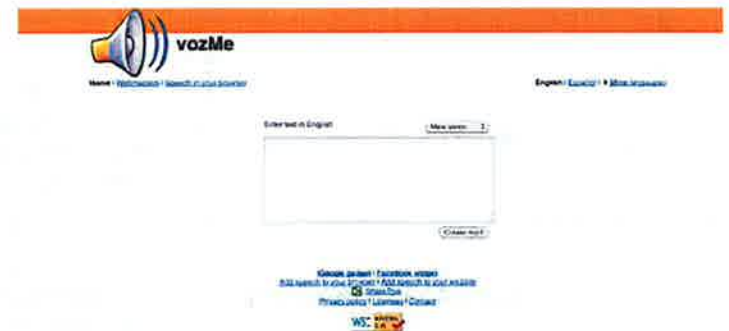 vozMe
Home | Webmasters | Speech in your browser
English | Español | More languages
Enter text in English
Male voice
Create mp3
iGoogle gadget | Facebook widget
Add speech to your browser | Add speech to your website
Privacy policy | Licenses | Contact
W3C